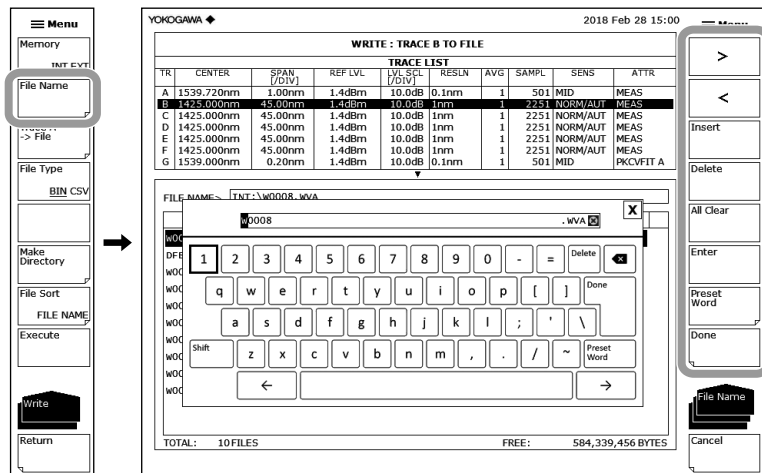 Menu
Memory
INT EXT
File Name
-> File
File Type
BIN CSV
Make
Directory
File Sort
FILE NAME
Execute
Write
Return
YOKOGAWA
2018 Feb 28 15:00
WRITE : TRACE B TO FILE
TRACE LIST
TR CENTER SPAN [/DIV] REF LVL LVL SCL [/DIV] RESLN AVG SAMPL SENS ATTR
A 1539.720nm 1.00nm 1.4dBm 10.0dB 0.1nm 1 501 MID MEAS
B 1425.000nm 45.00nm 1.4dBm 10.0dB 1nm 1 2251 NORM/AUT MEAS
C 1425.000nm 45.00nm 1.4dBm 10.0dB 1nm 1 2251 NORM/AUT MEAS
D 1425.000nm 45.00nm 1.4dBm 10.0dB 1nm 1 2251 NORM/AUT MEAS
E 1425.000nm 45.00nm 1.4dBm 10.0dB 1nm 1 2251 NORM/AUT MEAS
F 1425.000nm 45.00nm 1.4dBm 10.0dB 1nm 1 2251 NORM/AUT MEAS
G 1539.000nm 0.20nm 1.4dBm 10.0dB 0.1nm 1 501 MID PKCVFIT A
FILE NAME> INT:\W0008.WVA
X
W0008 .WVA
1 2 3 4 5 6 7 8 9 0 - = Delete
q w e r t y u i o p [ ] Done
a s d f g h j k l ; ' \
Shift z x c v b n m , . / ~ Preset Word
← →
TOTAL: 10FILES FREE: 584,339,456 BYTES
Menu
>
<
Insert
Delete
All Clear
Enter
Preset
Word
Done
File Name
Cancel